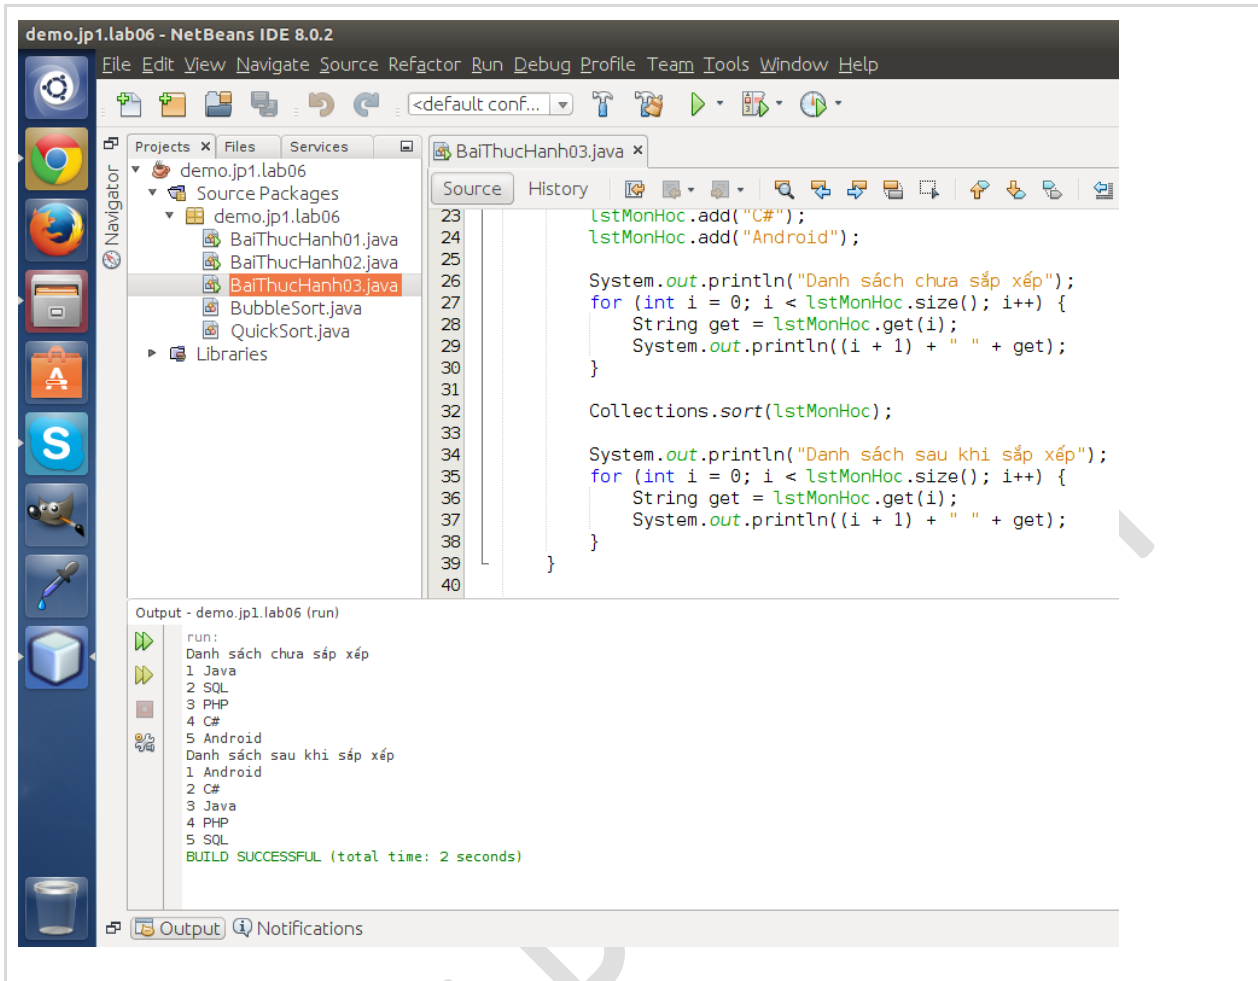 demo.jp1.lab06 - NetBeans IDE 8.0.2
File Edit View Navigate Source Refactor Run Debug Profile Team Tools Window Help
<default conf...
Projects Files Services
Navigator
demo.jp1.lab06
Source Packages
demo.jp1.lab06
BaiThucHanh01.java
BaiThucHanh02.java
BaiThucHanh03.java
BubbleSort.java
QuickSort.java
Libraries
BaiThucHanh03.java
Source History
23 lstMonHoc.add("C#");
24 lstMonHoc.add("Android");
25
26 System.out.println("Danh sách chưa sắp xếp");
27 for (int i = 0; i < lstMonHoc.size(); i++) {
28 String get = lstMonHoc.get(i);
29 System.out.println((i + 1) + " " + get);
30 }
31
32 Collections.sort(lstMonHoc);
33
34 System.out.println("Danh sách sau khi sắp xếp");
35 for (int i = 0; i < lstMonHoc.size(); i++) {
36 String get = lstMonHoc.get(i);
37 System.out.println((i + 1) + " " + get);
38 }
39 }
40
Output - demo.jp1.lab06 (run)
run:
Danh sách chưa sắp xếp
1 Java
2 SQL
3 PHP
4 C#
5 Android
Danh sách sau khi sắp xếp
1 Android
2 C#
3 Java
4 PHP
5 SQL
BUILD SUCCESSFUL (total time: 2 seconds)
Output Notifications